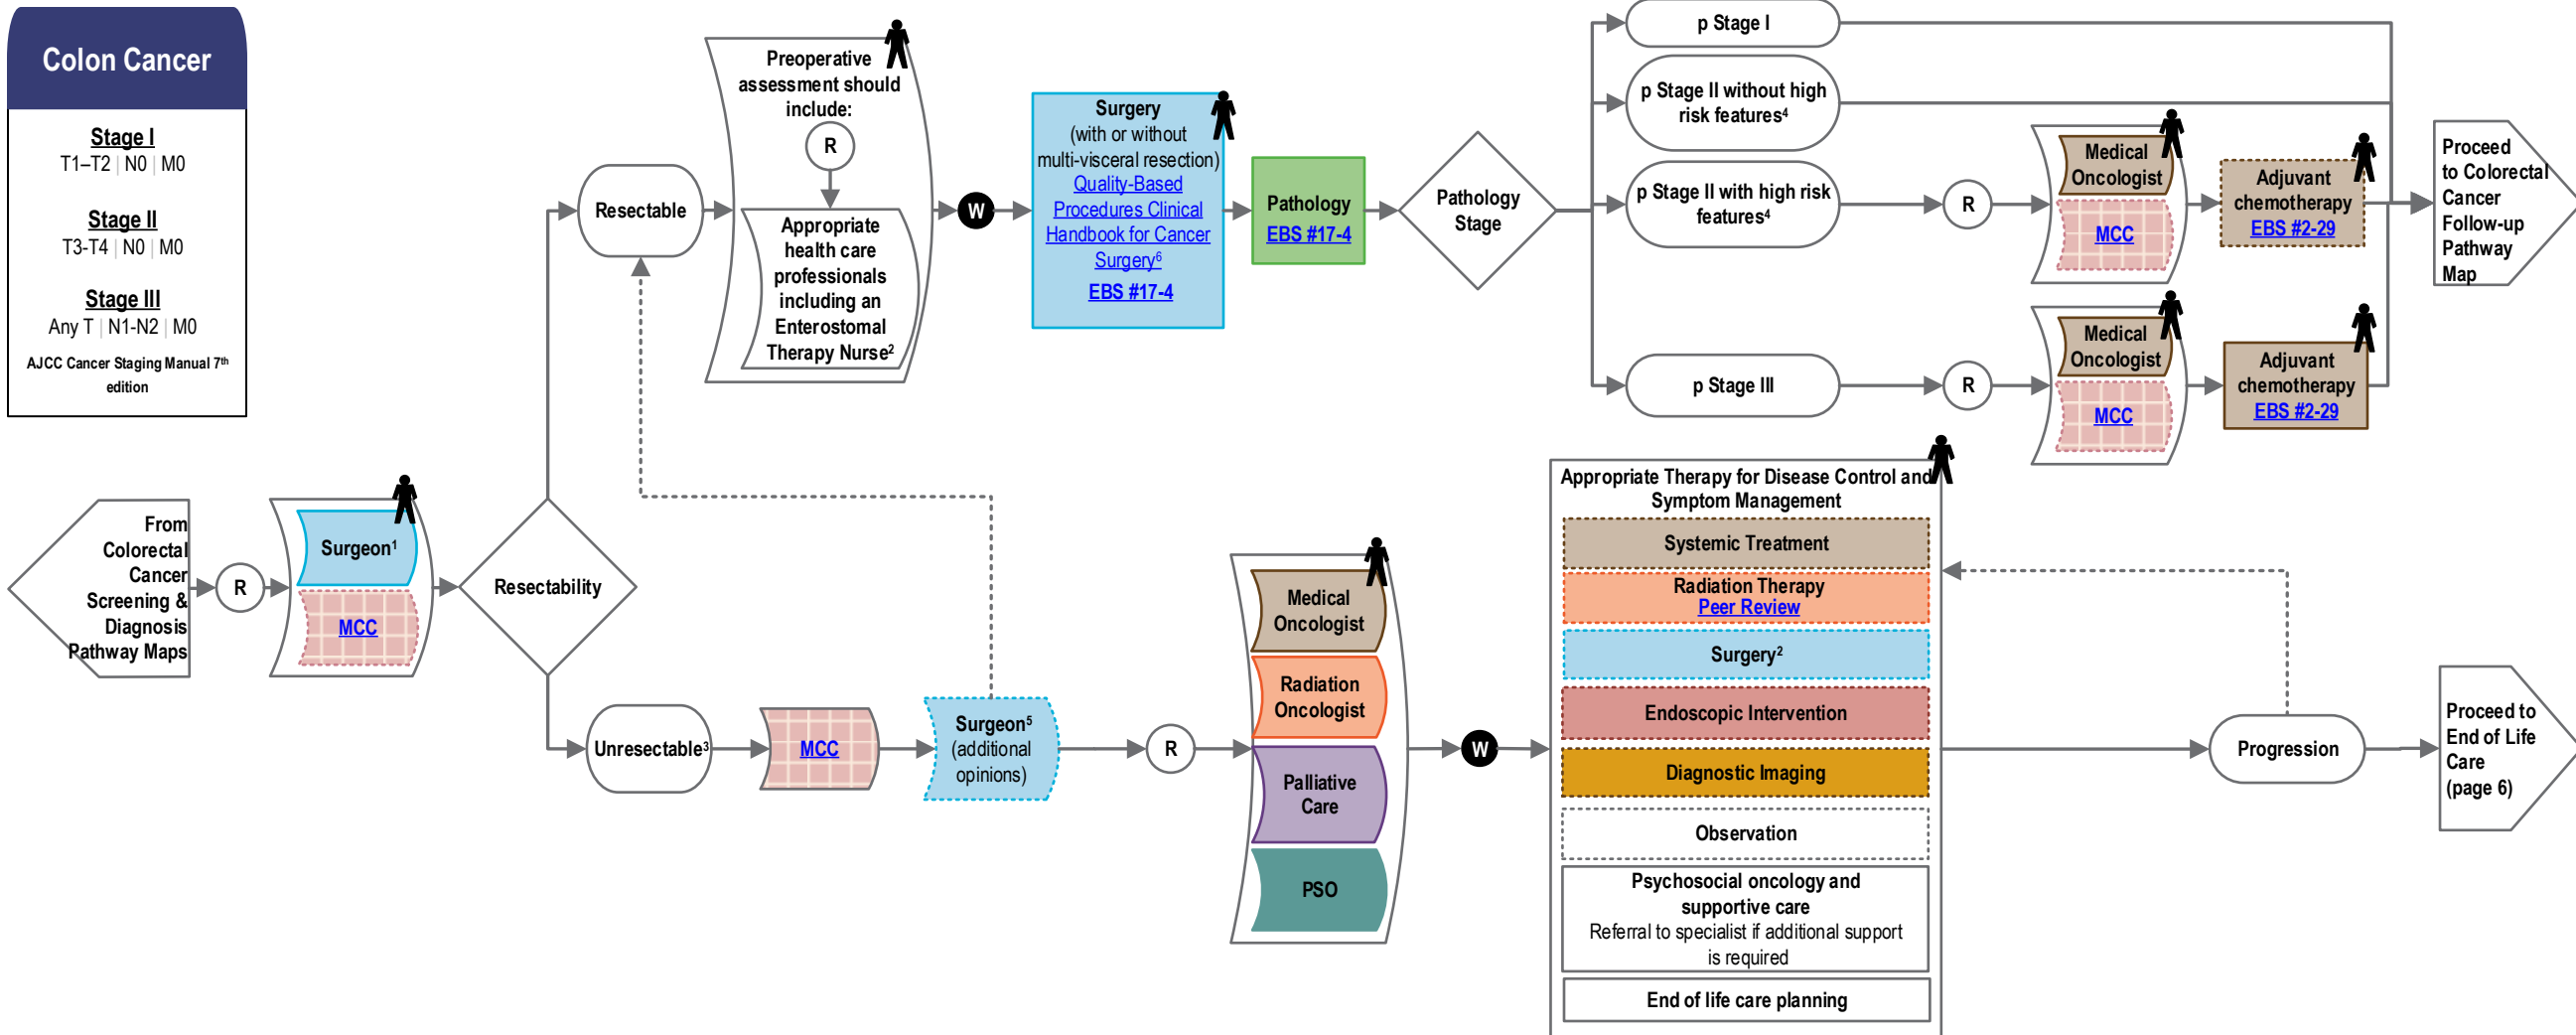 Colon Cancer
Stage I
T1–T2 | N0 | M0
Stage II
T3-T4 | N0 | M0
Stage III
Any T | N1-N2 | M0
AJCC Cancer Staging Manual 7th
edition
From
Colorectal
Cancer
Screening &
Diagnosis
Pathway Maps
R
Surgeon1
MCC
Resectability
Resectable
Preoperative
assessment should
include:
R
Appropriate
health care
professionals
including an
Enterostomal
Therapy Nurse2
W
Surgery
(with or without
multi-visceral resection)
Quality-Based
Procedures Clinical
Handbook for Cancer
Surgery6
EBS #17-4
Pathology
EBS #17-4
Pathology
Stage
p Stage I
p Stage II without high
risk features4
p Stage II with high risk
features4
R
Medical
Oncologist
MCC
Adjuvant
chemotherapy
EBS #2-29
p Stage III
R
Medical
Oncologist
MCC
Adjuvant
chemotherapy
EBS #2-29
Proceed
to Colorectal
Cancer
Follow-up
Pathway
Map
Unresectable3
MCC
Surgeon5
(additional
opinions)
R
Medical
Oncologist
Radiation
Oncologist
Palliative
Care
PSO
W
Appropriate Therapy for Disease Control and
Symptom Management
Systemic Treatment
Radiation Therapy
Peer Review
Surgery2
Endoscopic Intervention
Diagnostic Imaging
Observation
Psychosocial oncology and
supportive care
Referral to specialist if additional support
is required
End of life care planning
Progression
Proceed to
End of Life
Care
(page 6)